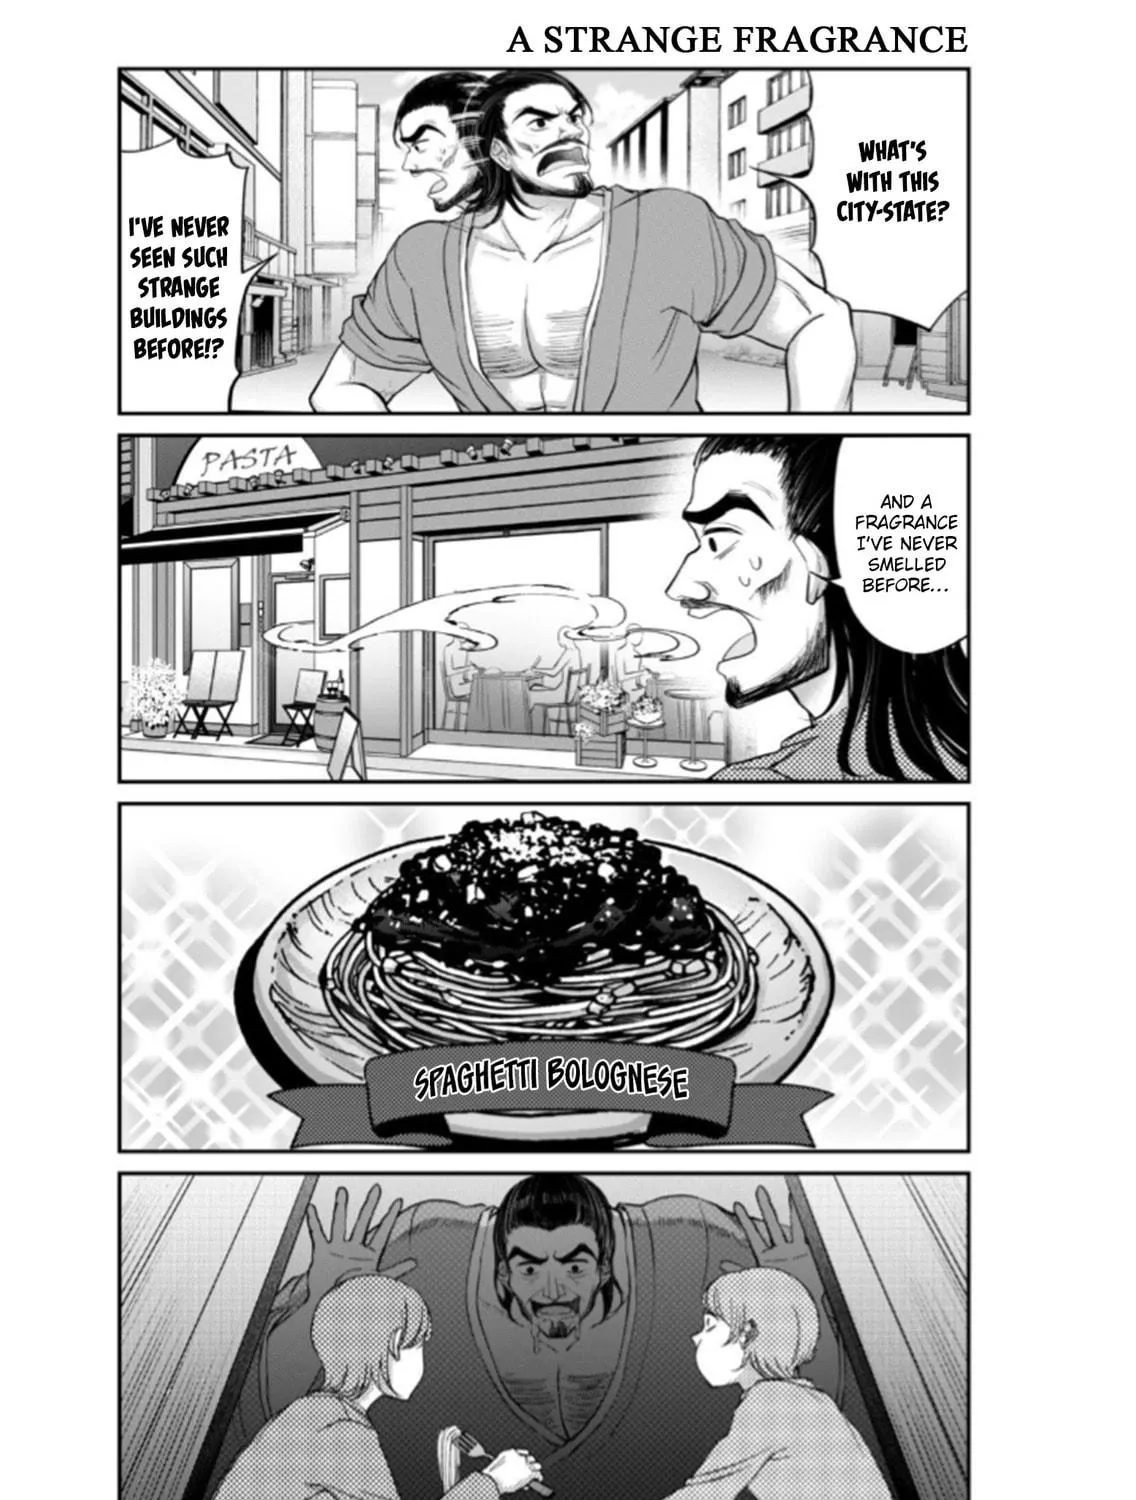 A STRANGE FRAGRANCE
WHAT'S
WITH THIS
CITY-STATE?
I'VE NEVER
SEEN SUCH
STRANGE
BUILDINGS
BEFORE!?
PASTA
AND A
FRAGRANCE
I'VE NEVER
SMELLED
BEFORE...
SPAGHETTI BOLOGNESE